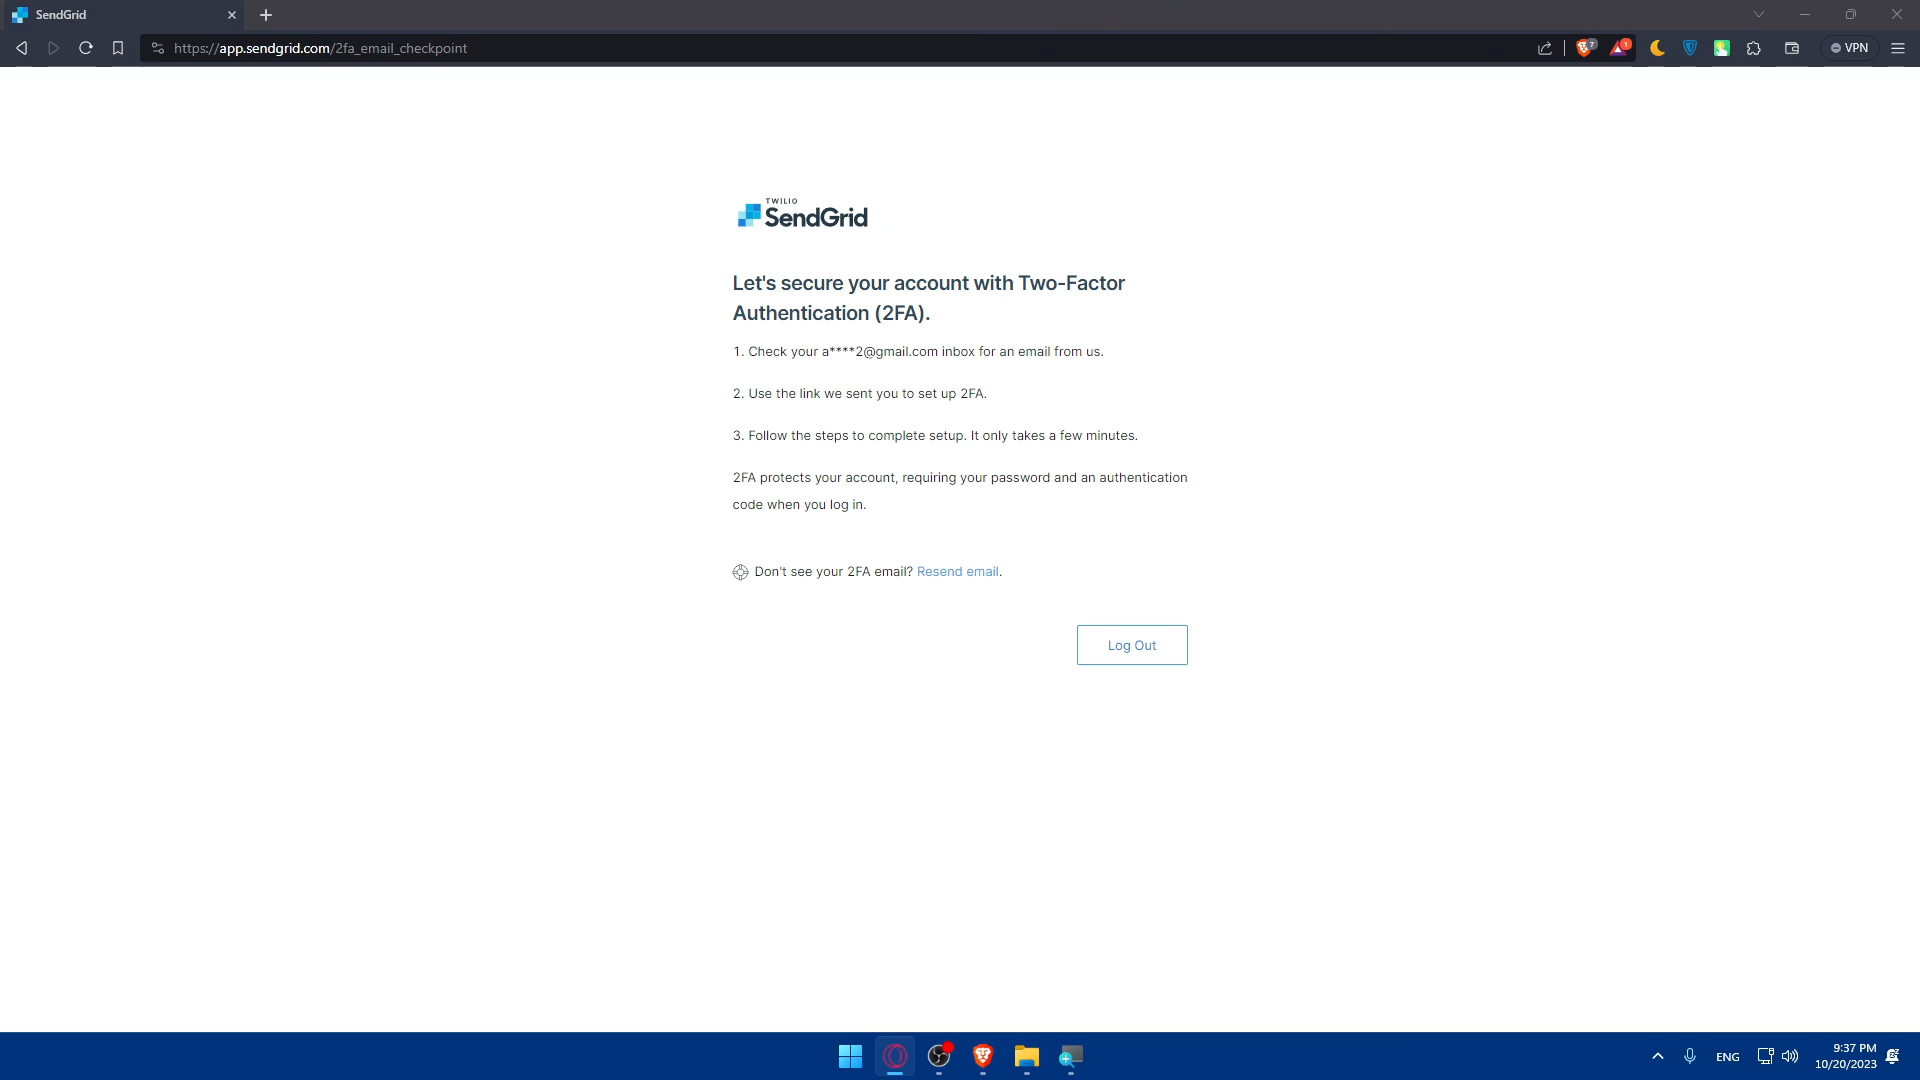 SendGrid
https://app.sendgrid.com/2fa_email_checkpoint
7
1
VPN
TWILIO
SendGrid
Let's secure your account with Two-Factor
Authentication (2FA).
1. Check your a****2@gmail.com inbox for an email from us.
2. Use the link we sent you to set up 2FA.
3. Follow the steps to complete setup. It only takes a few minutes.
2FA protects your account, requiring your password and an authentication
code when you log in.
Don't see your 2FA email? Resend email.
Log Out
ENG
9:37 PM
10/20/2023